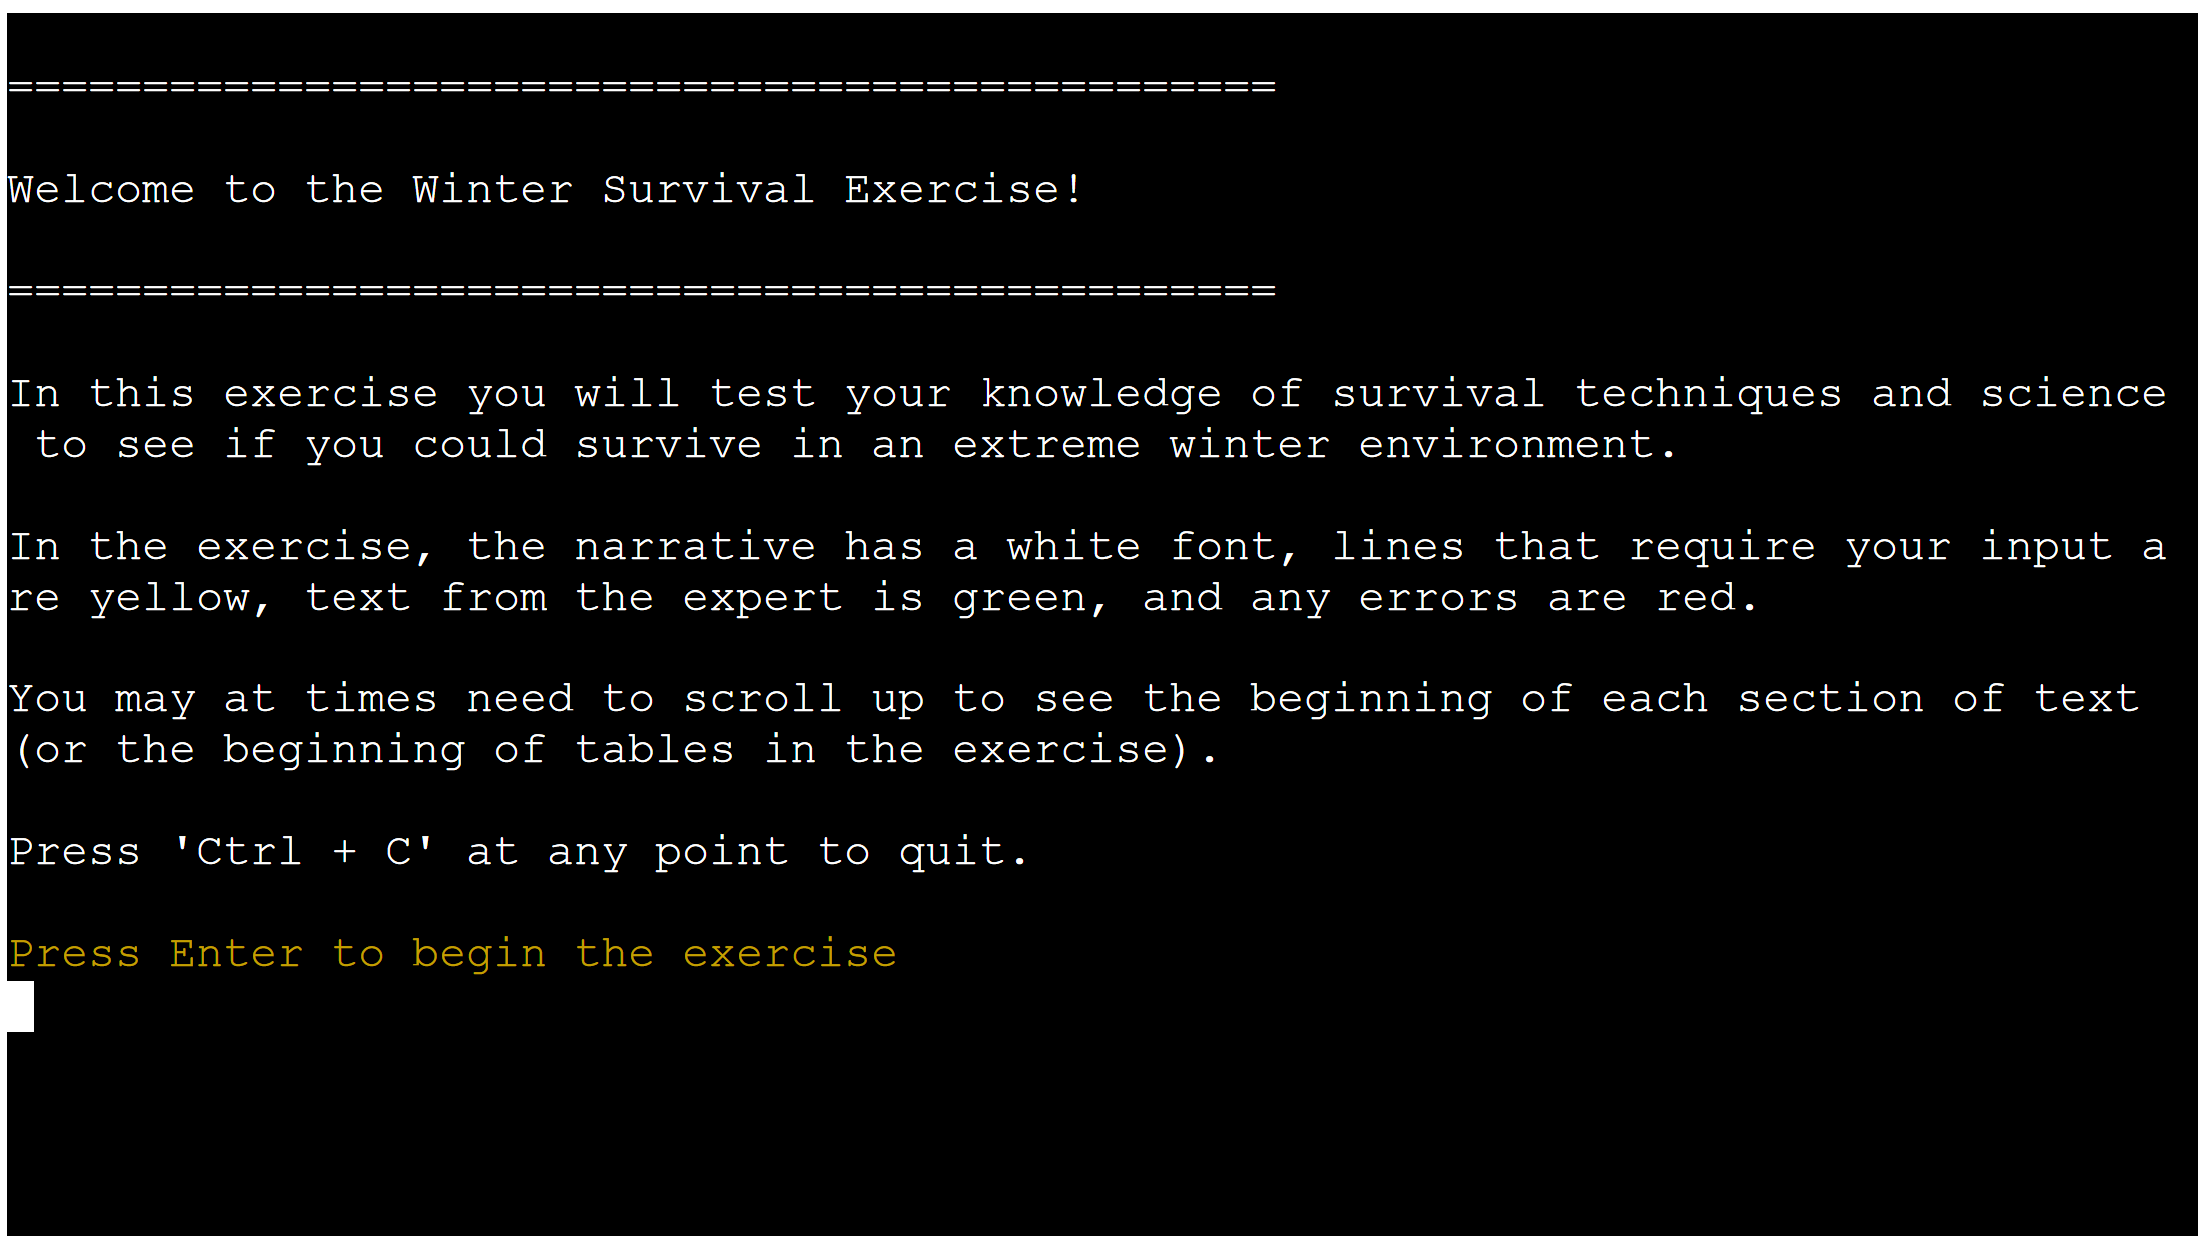 ===============================================
Welcome to the Winter Survival Exercise!
===============================================
In this exercise you will test your knowledge of survival techniques and science
 to see if you could survive in an extreme winter environment.
In the exercise, the narrative has a white font, lines that require your input a
re yellow, text from the expert is green, and any errors are red.
You may at times need to scroll up to see the beginning of each section of text
(or the beginning of tables in the exercise).
Press 'Ctrl + C' at any point to quit.
Press Enter to begin the exercise